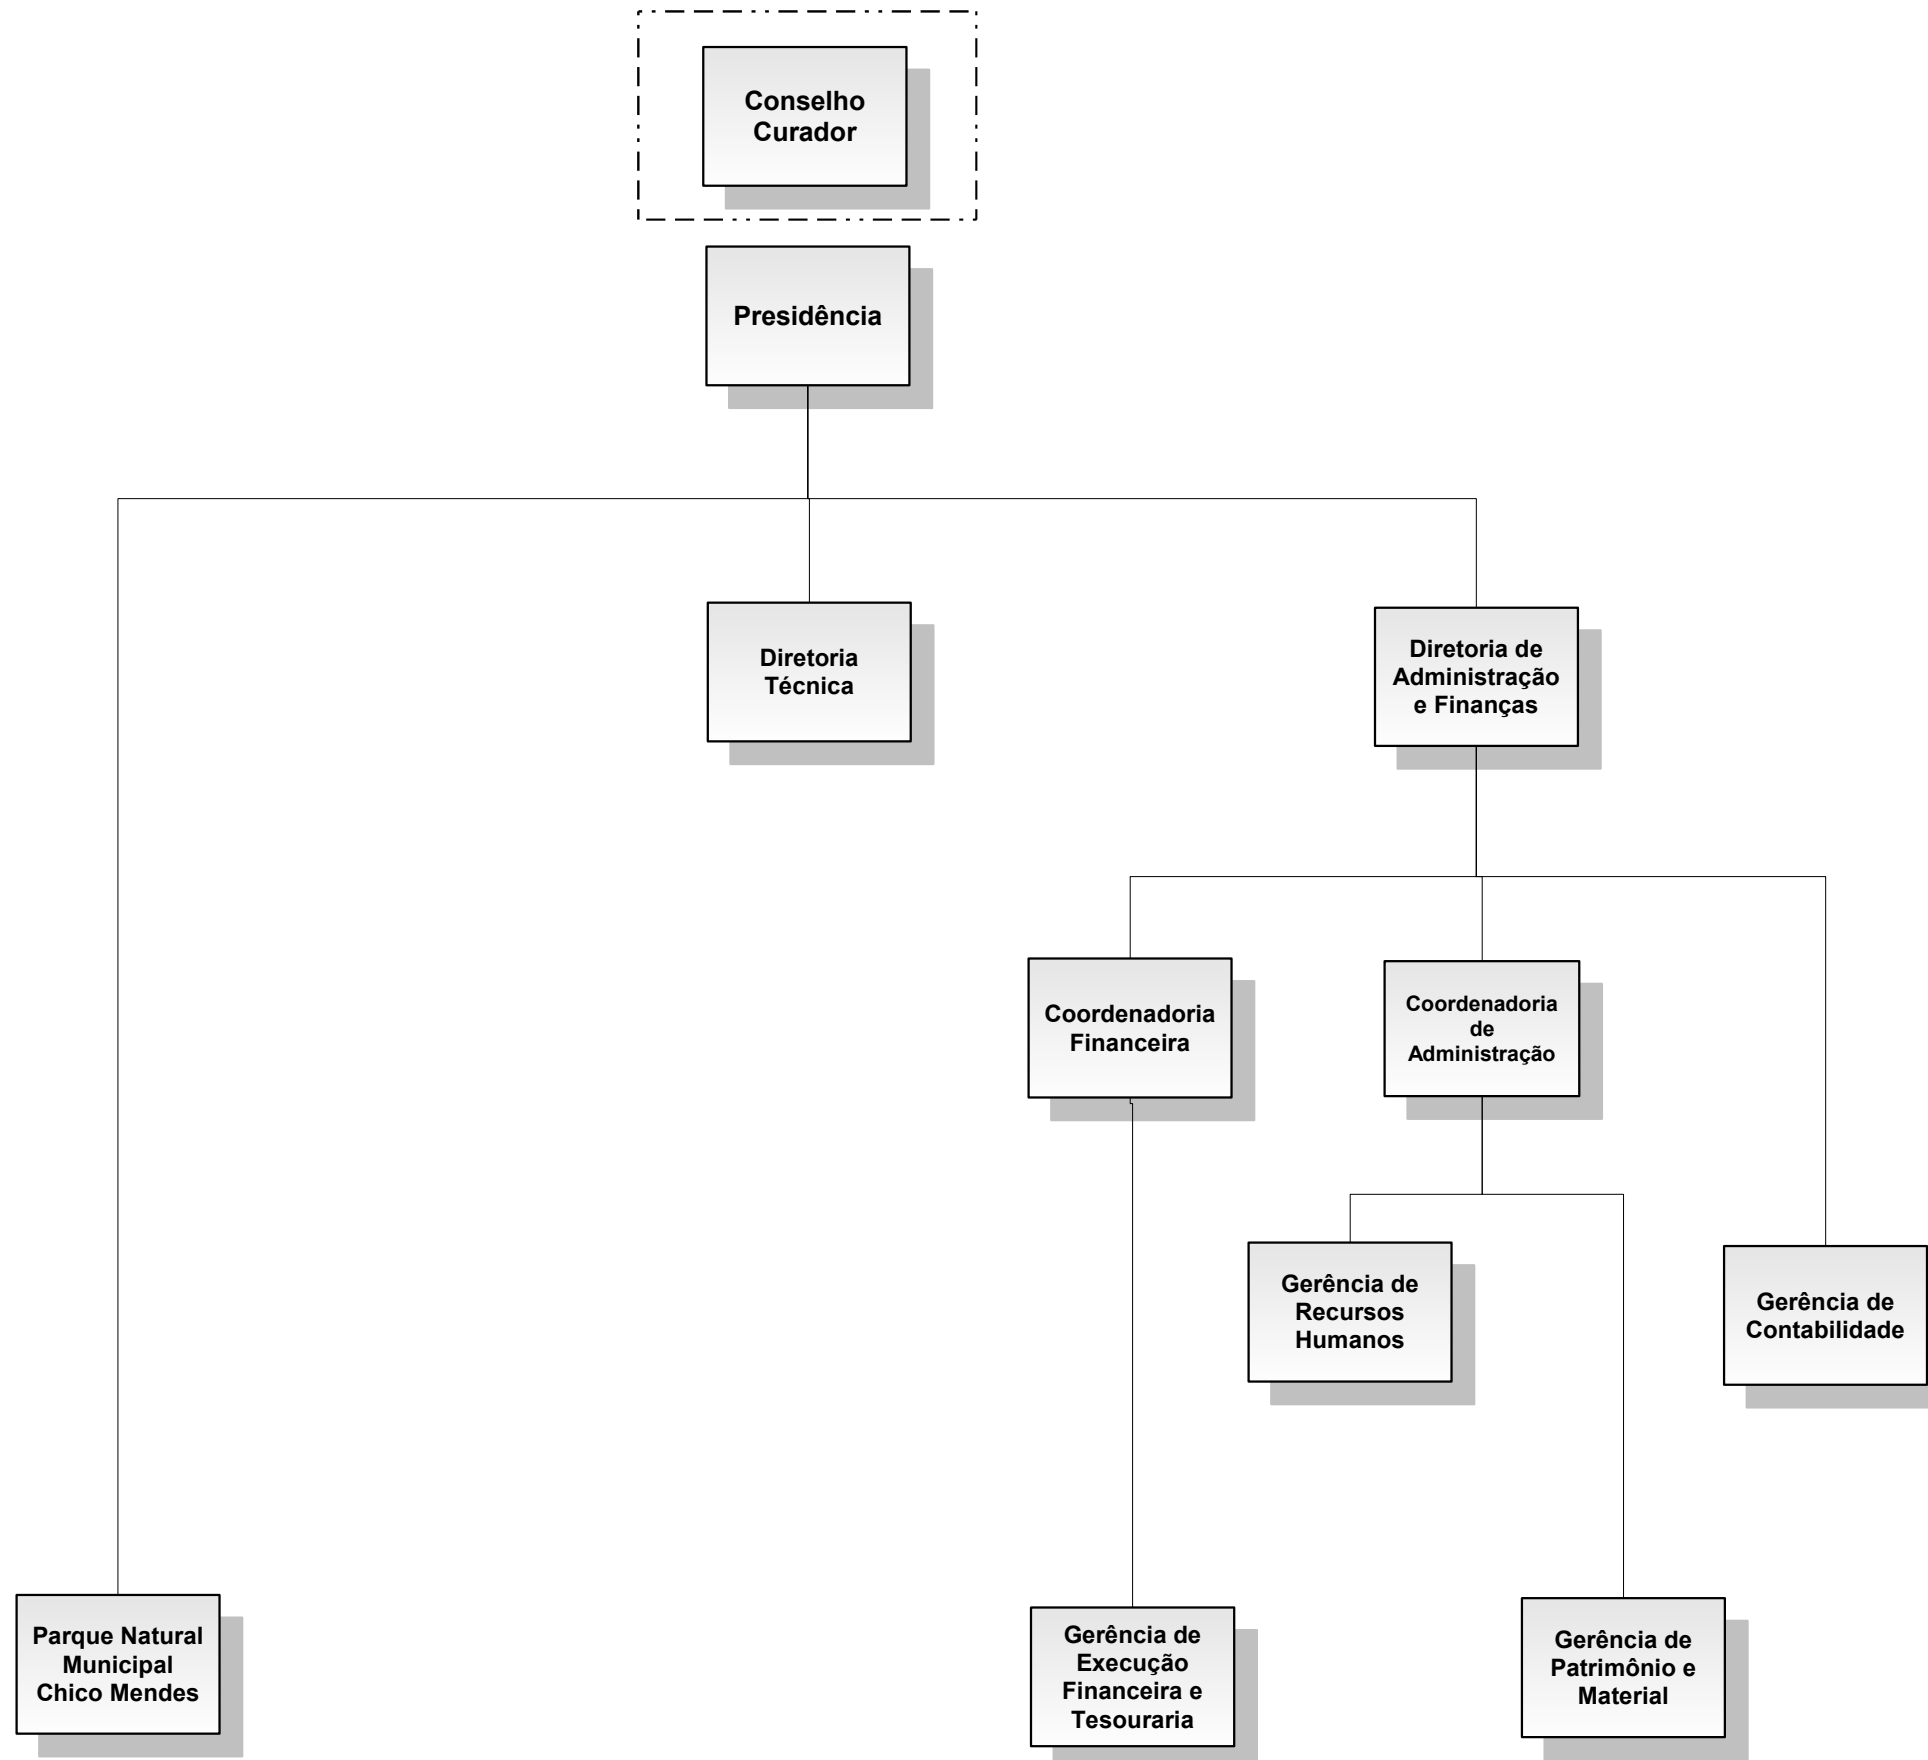 Conselho
Curador
Presidência
Diretoria
Técnica
Diretoria de
Administração
e Finanças
Coordenadoria
Financeira
Coordenadoria
de
Administração
Gerência de
Recursos
Humanos
Gerência de
Contabilidade
Parque Natural
Municipal
Chico Mendes
Gerência de
Execução
Financeira e
Tesouraria
Gerência de
Patrimônio e
Material